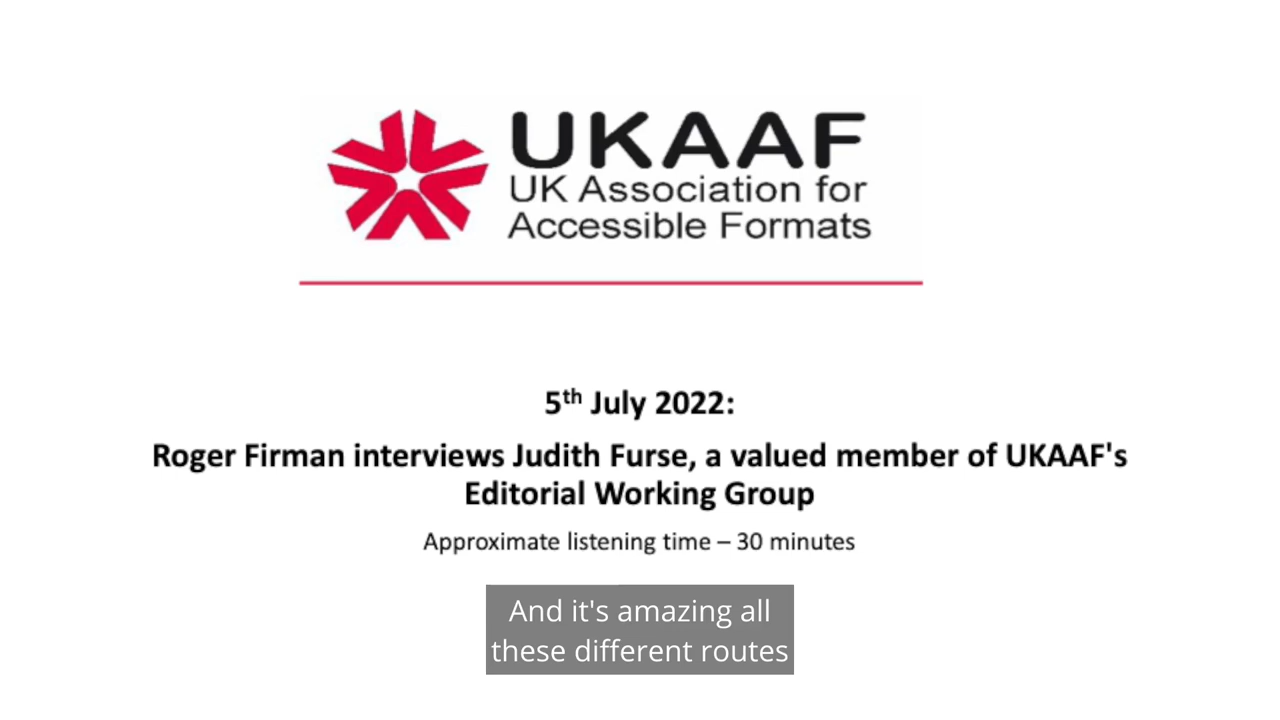 UKAAF
UK Association for
Accessible Formats
5th July 2022:
Roger Firman interviews Judith Furse, a valued member of UKAAF's
Editorial Working Group
Approximate listening time – 30 minutes
And it's amazing all
these different routes